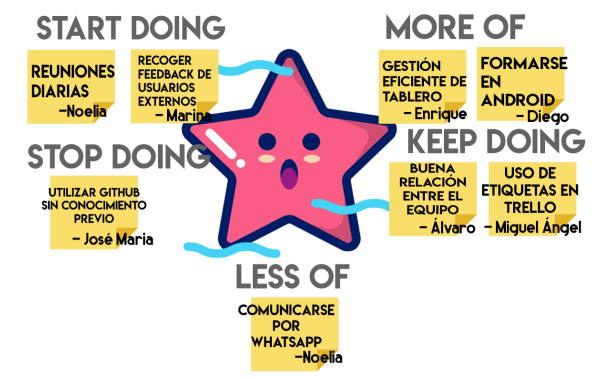 START DOING
REUNIONES
DIARIAS
-Noelia
RECOGER
FEEDBACK DE
USUARIOS
EXTERNOS
- Marina
MORE OF
GESTIÓN
EFICIENTE DE
TABLERO
- Enrique
FORMARSE
EN
ANDROID
- Diego
STOP DOING
UTILIZAR GITHUB
SIN CONOCIMIENTO
PREVIO
- José Maria
KEEP DOING
BUENA
RELACIÓN
ENTRE EL
EQUIPO
- Álvaro
USO DE
ETIQUETAS EN
TRELLO
- Miguel Ángel
LESS OF
COMUNICARSE
POR
WHATSAPP
-Noelia